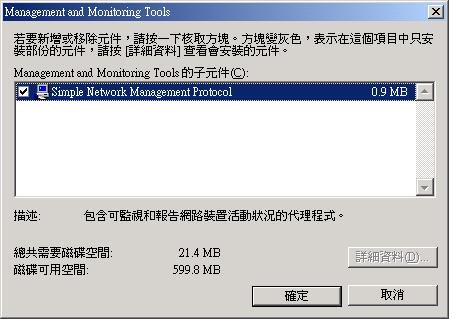 Management and Monitoring Tools
若要新增或移除元件，請按一下核取方塊。方塊變灰色，表示在這個項目中只安
裝部份的元件，請按 [詳細資料] 查看會安裝的元件。
Management and Monitoring Tools 的子元件(C):
Simple Network Management Protocol 0.9 MB
描述: 包含可監視和報告網路裝置活動狀況的代理程式。
總共需要磁碟空間: 21.4 MB
磁碟可用空間: 599.8 MB
詳細資料(D)...
確定 取消